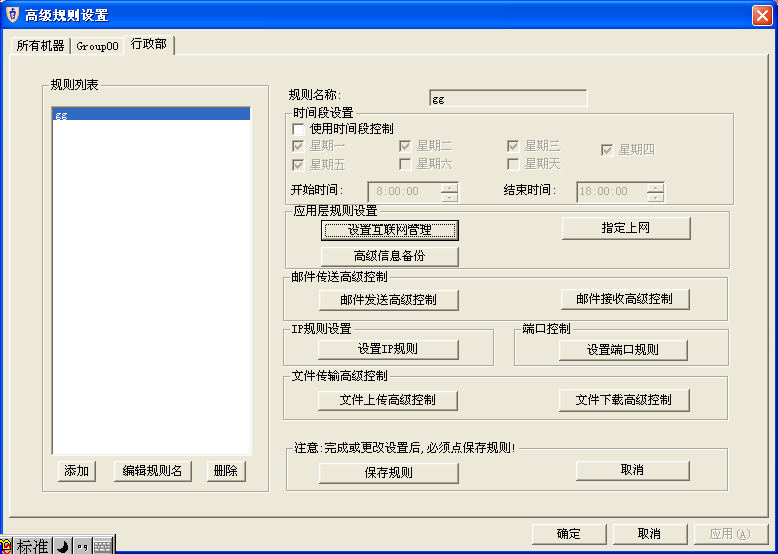 高级规则设置
所有机器 Group00 行政部
规则列表
gg
添加 编辑规则名 删除
规则名称: gg
时间段设置
使用时间段控制
星期一 星期二 星期三 星期四
星期五 星期六 星期天
开始时间: 8:00:00 结束时间: 18:00:00
应用层规则设置
设置互联网管理 指定上网
高级信息备份
邮件传送高级控制
邮件发送高级控制 邮件接收高级控制
IP规则设置 端口控制
设置IP规则 设置端口规则
文件传输高级控制
文件上传高级控制 文件下载高级控制
注意:完成或更改设置后,必须点保存规则!
保存规则 取消
确定 取消 应用(A)
标准